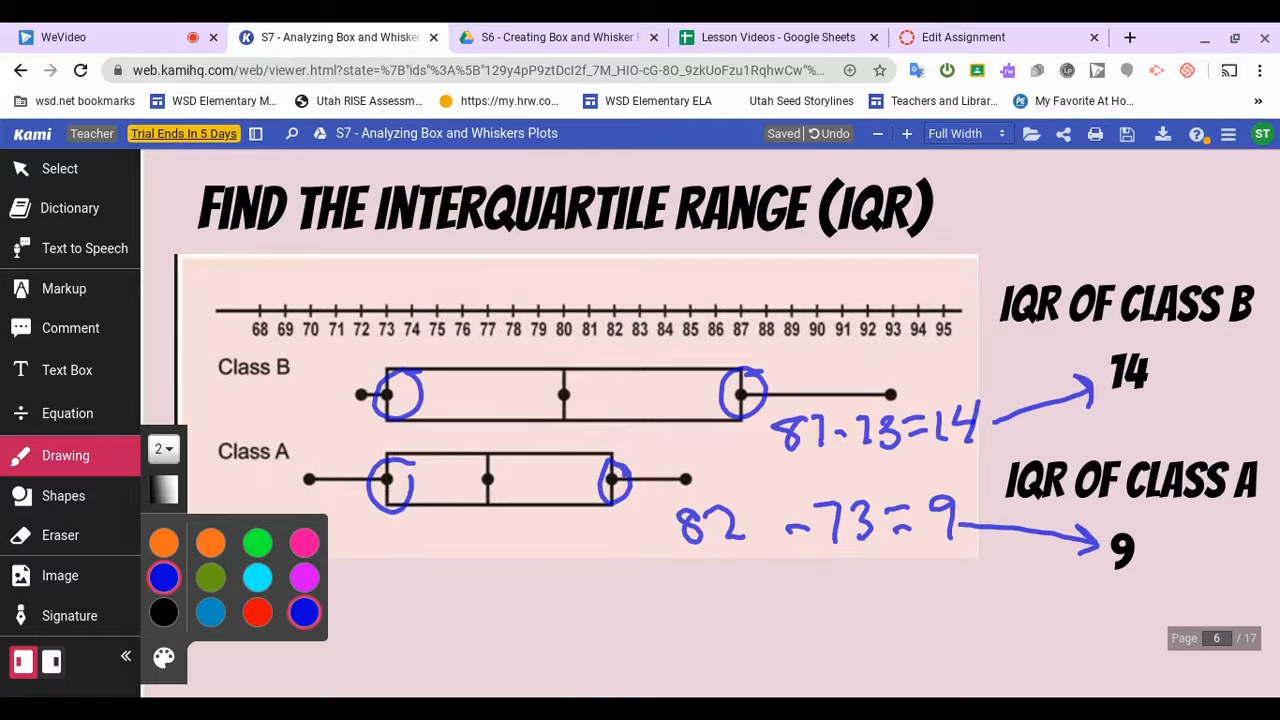 WeVideo
S7 - Analyzing Box and Whiske
S6 - Creating Box and Whisker
Lesson Videos - Google Sheets
Edit Assignment
web.kamihq.com/web/viewer.html?state=%7B"ids"%3A%5B"129y4pP9ztDcI2f_7M_HIO-cG-8O_9zkUoFzu1RqhwCw"%...
wsd.net bookmarks
WSD Elementary M...
Utah RISE Assessm...
https://my.hrw.co...
WSD Elementary ELA
Utah Seed Storylines
Teachers and Librar...
My Favorite At Ho...
»
Kami
Teacher
Trial Ends In 5 Days
S7 - Analyzing Box and Whiskers Plots
Saved
Undo
Full Width
ST
Select
Dictionary
Text to Speech
Markup
Comment
Text Box
Equation
Drawing
Shapes
Eraser
Image
Signature
2
FIND THE INTERQUARTILE RANGE (IQR)
68 69 70 71 72 73 74 75 76 77 78 79 80 81 82 83 84 85 86 87 88 89 90 91 92 93 94 95
Class B
87-73=14
Class A
82 -73=9
IQR OF CLASS B
14
IQR OF CLASS A
9
Page 6 / 17